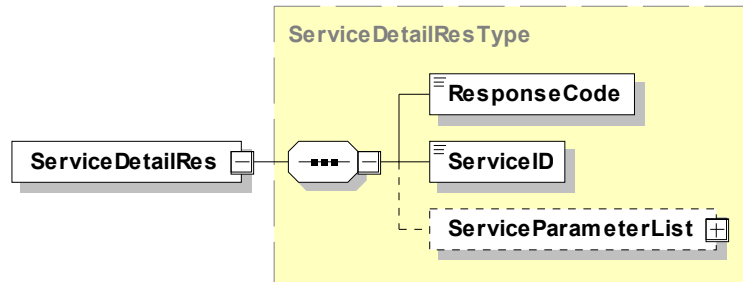 ServiceDetailResType
ResponseCode
ServiceDetailRes
ServiceID
ServiceParameterList